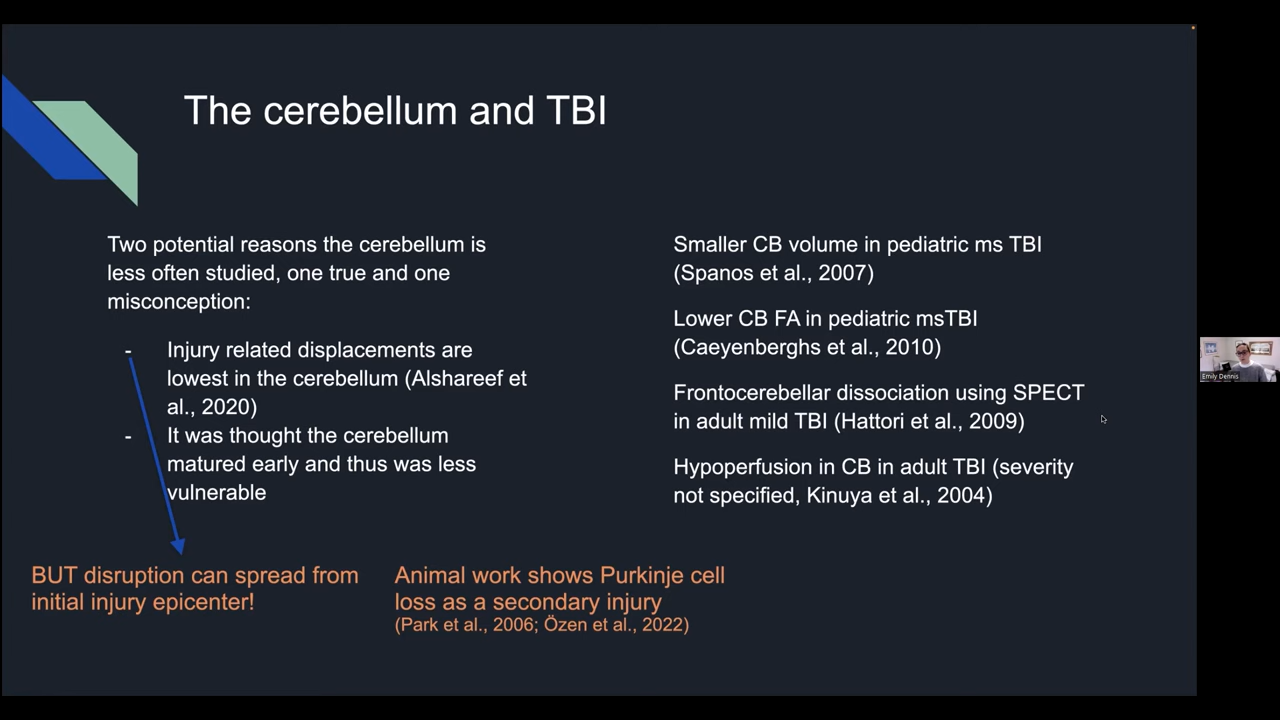 The cerebellum and TBI
Two potential reasons the cerebellum is
less often studied, one true and one
misconception:
- Injury related displacements are
lowest in the cerebellum (Alshareef et
al., 2020)
- It was thought the cerebellum
matured early and thus was less
vulnerable
BUT disruption can spread from
initial injury epicenter!
Animal work shows Purkinje cell
loss as a secondary injury
(Park et al., 2006; Özen et al., 2022)
Smaller CB volume in pediatric ms TBI
(Spanos et al., 2007)
Lower CB FA in pediatric msTBI
(Caeyenberghs et al., 2010)
Frontocerebellar dissociation using SPECT
in adult mild TBI (Hattori et al., 2009)
Hypoperfusion in CB in adult TBI (severity
not specified, Kinuya et al., 2004)
Emily Dennis